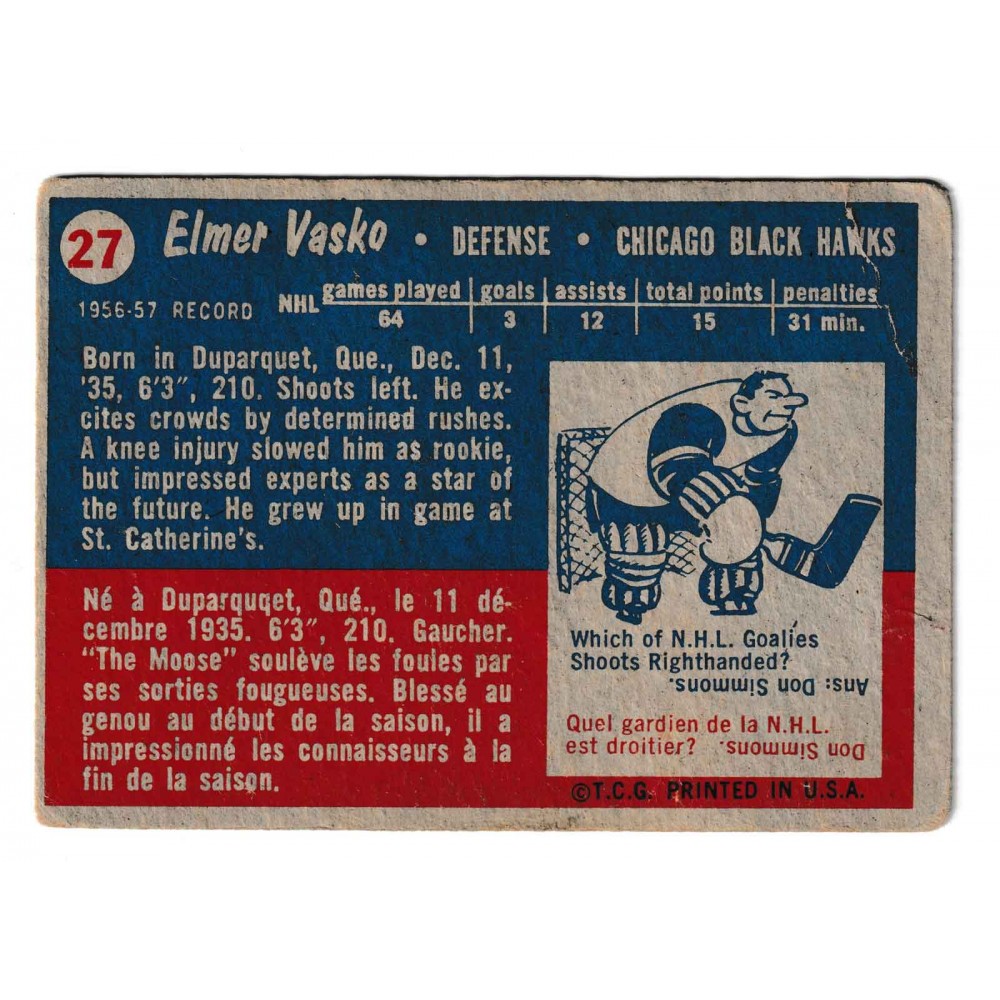 27 Elmer Vasko • DEFENSE • CHICAGO BLACK HAWKS
1956-57 RECORD NHL games played goals assists total points penalties
64 3 12 15 31 min.
Born in Duparquet, Que., Dec. 11,
'35, 6'3", 210. Shoots left. He ex-
cites crowds by determined rushes.
A knee injury slowed him as rookie,
but impressed experts as a star of
the future. He grew up in game at
St. Catherine's.
Né à Duparquqet, Qué., le 11 dé-
cembre 1935. 6'3", 210. Gaucher.
"The Moose" soulève les foules par
ses sorties fougueuses. Blessé au
genou au début de la saison, il a
impressionné les connaisseurs à la
fin de la saison.
Which of N.H.L. Goalies
Shoots Righthanded?
Ans: Don Simmons.
Quel gardien de la N.H.L.
est droitier? Don Simmons.
©T.C.G. PRINTED IN U.S.A.